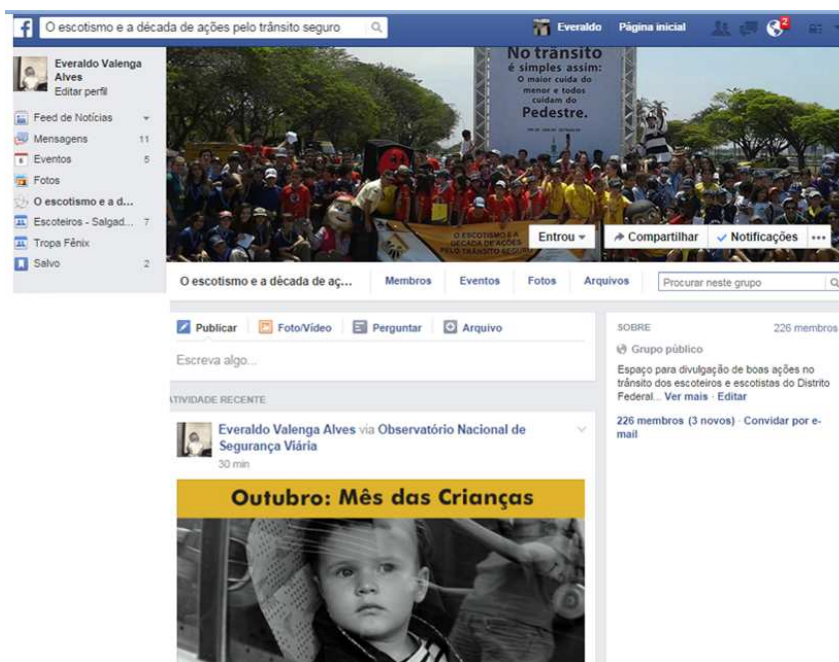 f O escotismo e a década de ações pelo trânsito seguro
Everaldo Página inicial 2
Everaldo Valenga
Alves
Editar perfil
Feed de Notícias
Mensagens 11
Eventos 5
Fotos
O escotismo e a d...
Escoteiros - Salgad... 7
Tropa Fênix
Salvo 2
No trânsito
é simples assim:
O maior cuida do
menor e todos
cuidam do
Pedestre.
O ESCOTISMO E A
DÉCADA DE AÇÕES
PELO TRÂNSITO SEGURO
Entrou Compartilhar Notificações ...
O escotismo e a década de aç... Membros Eventos Fotos Arquivos Procurar neste grupo
Publicar Foto/Vídeo Perguntar Arquivo
Escreva algo...
ATIVIDADE RECENTE
Everaldo Valenga Alves via Observatório Nacional de
Segurança Viária
30 min
Outubro: Mês das Crianças
SOBRE 226 membros
Grupo público
Espaço para divulgação de boas ações no
trânsito dos escoteiros e escotistas do Distrito
Federal... Ver mais · Editar
226 membros (3 novos) · Convidar por e-
mail